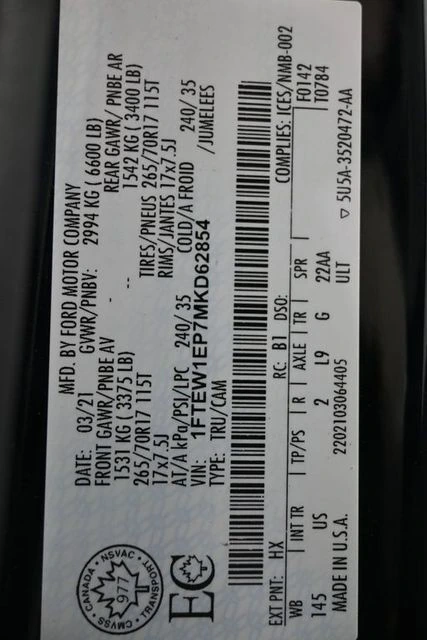 MFD. BY FORD MOTOR COMPANY
DATE: 03/21 GVWR/PNBV: 2994 KG ( 6600 LB)
FRONT GAWR/ PNBE AV REAR GAWR/ PNBE AR
1531 KG ( 3375 LB) - -- 1542 KG ( 3400 LB)
265/70R17 115T TIRES/PNEUS 265/70R17 115T
17x7.5J RIMS/JANTES 17x7.5J
AT/A kPa/PSI/LPC 240/ 35 COLD/A FROID 240/ 35
VIN: 1FTEW1EP7MKD62854 /JUMELEES
TYPE: TRU/CAM
CMVSS · CANADA · NSVAC · TRANSPORT
977
EC
EXT PNT: HX RC: B1 DSO: COMPLIES: ICES/NMB-002
WB | INT TR | TP/PS | R | AXLE | TR | SPR F0142
145 US 2 L9 G 22AA T0784
2202103064405 ULT
MADE IN U.S.A. ▽ 5U5A-3520472-AA